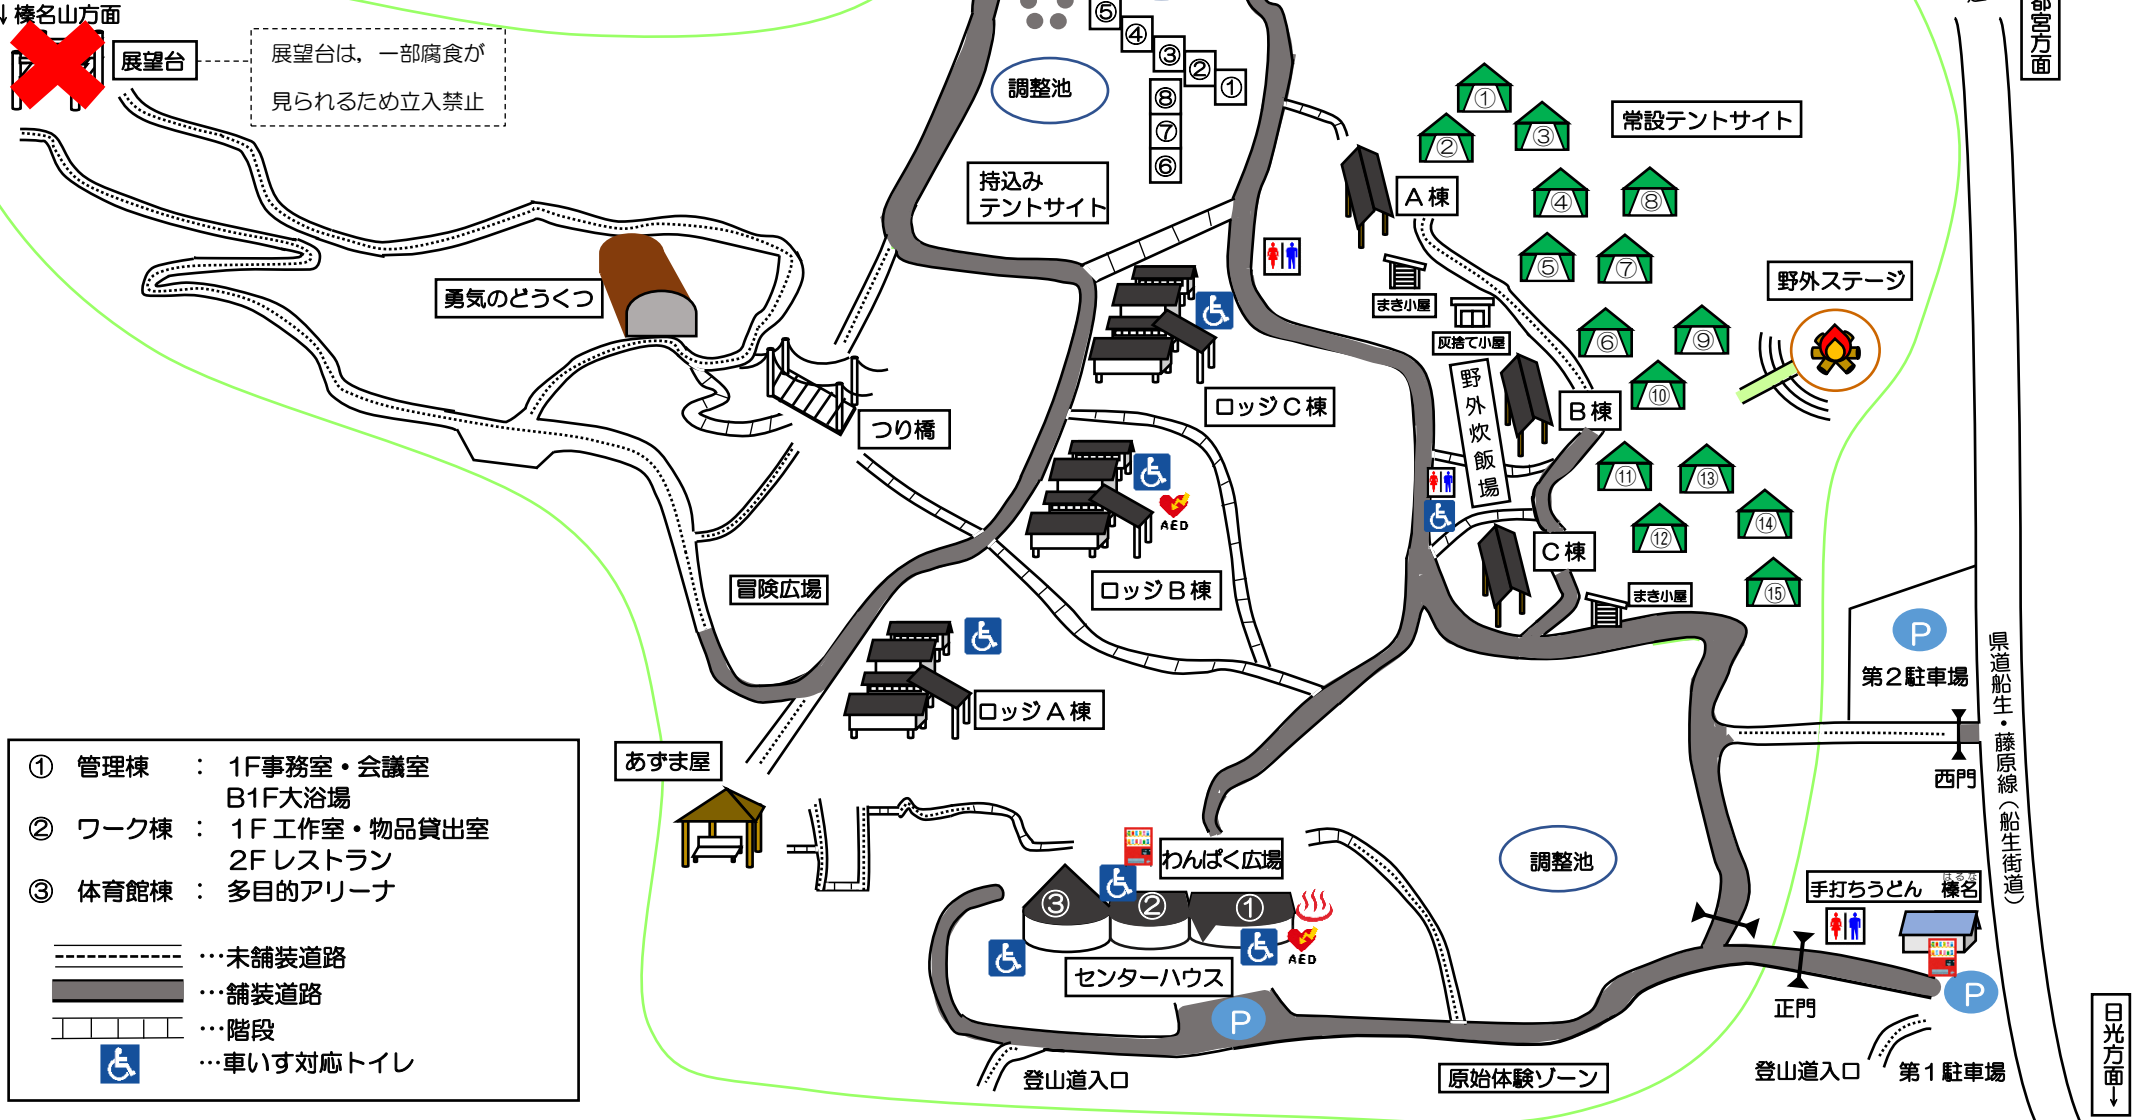 ↓榛名山方面
展望台
展望台は，一部腐食が
見られるため立入禁止
⑤
④
③
②
①
⑧
⑦
⑥
調整池
持込み
テントサイト
都宮方面
常設テントサイト
①
②
③
④
⑧
⑤
⑦
⑥
⑨
⑩
⑪
⑬
⑫
⑭
⑮
A棟
まき小屋
灰捨て小屋
野外炊飯場
B棟
C棟
まき小屋
野外ステージ
勇気のどうくつ
つり橋
ロッジC棟
ロッジB棟
AED
冒険広場
ロッジA棟
あずま屋
P
第2駐車場
県道船生・藤原線（船生街道）
西門
① 管理棟 ： 1F事務室・会議室
B1F大浴場
② ワーク棟 ： 1F工作室・物品貸出室
2Fレストラン
③ 体育館棟 ： 多目的アリーナ
…未舗装道路
…舗装道路
…階段
…車いす対応トイレ
わんぱく広場
③
②
①
AED
センターハウス
P
調整池
はるな
手打ちうどん 榛名
正門
P
第1駐車場
登山道入口
登山道入口
原始体験ゾーン
日光方面↓